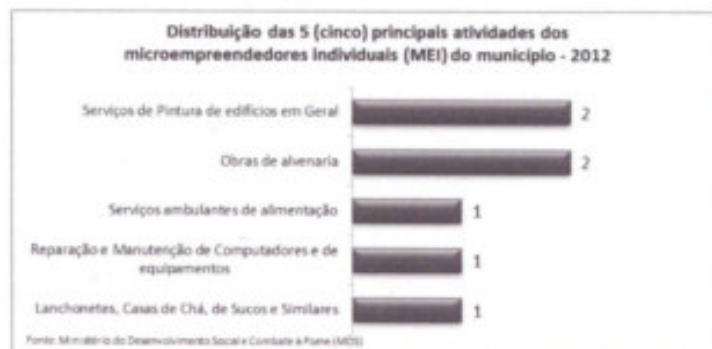 Distribuição das 5 (cinco) principais atividades dos
microempreendedores individuais (MEI) do município - 2012
Serviços de Pintura de edifícios em Geral
2
Obras de alvenaria
2
Serviços ambulantes de alimentação
1
Reparação e Manutenção de Computadores e de
equipamentos
1
Lanchonetes, Casas de Chá, de Sucos e Similares
1
Fonte: Ministério do Desenvolvimento Social e Combate à Fome (MDS)